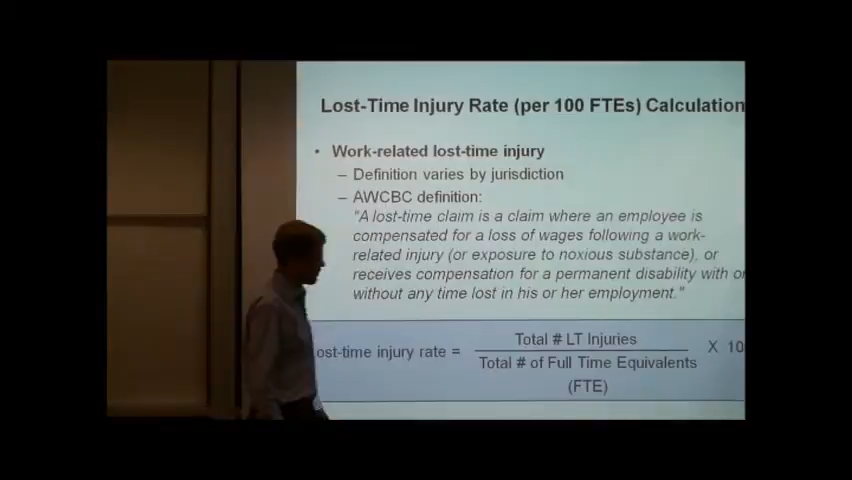 Lost-Time Injury Rate (per 100 FTEs) Calculation
• Work-related lost-time injury
– Definition varies by jurisdiction
– AWCBC definition:
"A lost-time claim is a claim where an employee is
compensated for a loss of wages following a work-
related injury (or exposure to noxious substance), or
receives compensation for a permanent disability with or
without any time lost in his or her employment."
ost-time injury rate = Total # LT Injuries X 10
Total # of Full Time Equivalents
(FTE)